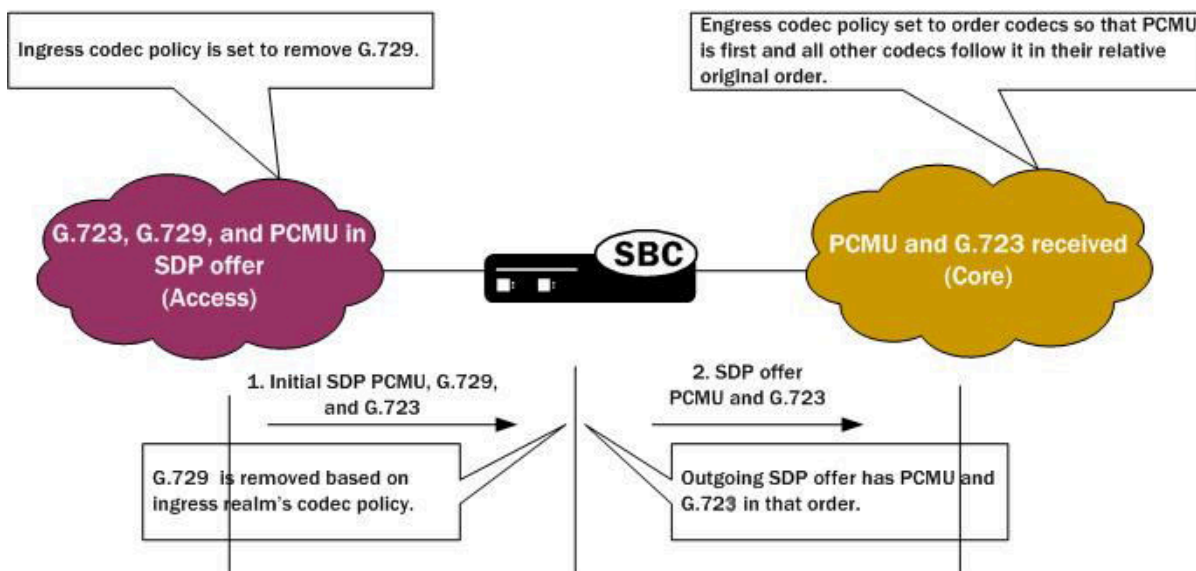 Ingress codec policy is set to remove G.729.
Engress codec policy set to order codecs so that PCMU
is first and all other codecs follow it in their relative
original order.
G.723, G.729, and PCMU in
SDP offer
(Access)
SBC
PCMU and G.723 received
(Core)
1. Initial SDP PCMU, G.729,
and G.723
2. SDP offer
PCMU and G.723
G.729 is removed based on
ingress realm's codec policy.
Outgoing SDP offer has PCMU and
G.723 in that order.